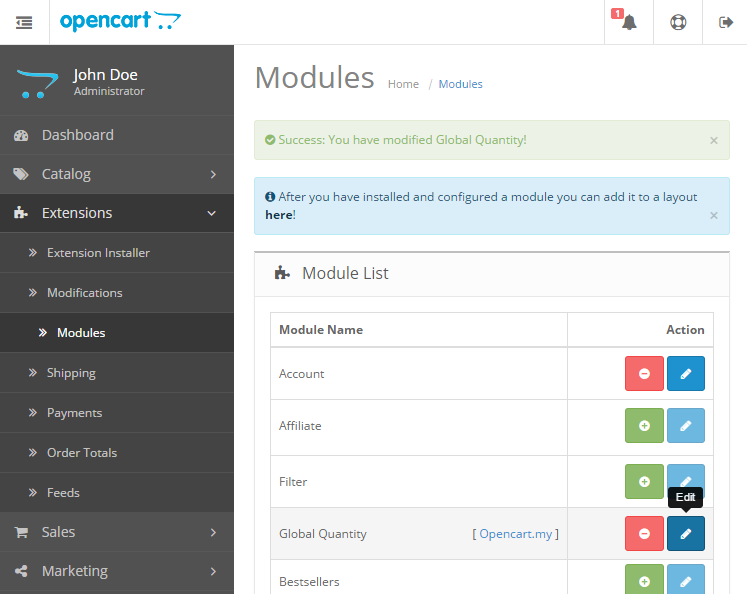 opencart
1
John Doe
Administrator
Dashboard
Catalog
Extensions
Extension Installer
Modifications
Modules
Shipping
Payments
Order Totals
Feeds
Sales
Marketing
Modules Home / Modules
Success: You have modified Global Quantity! ×
After you have installed and configured a module you can add it to a layout
here! ×
Module List
Module Name Action
Account
Affiliate
Filter
Edit
Global Quantity [ Opencart.my ]
Bestsellers